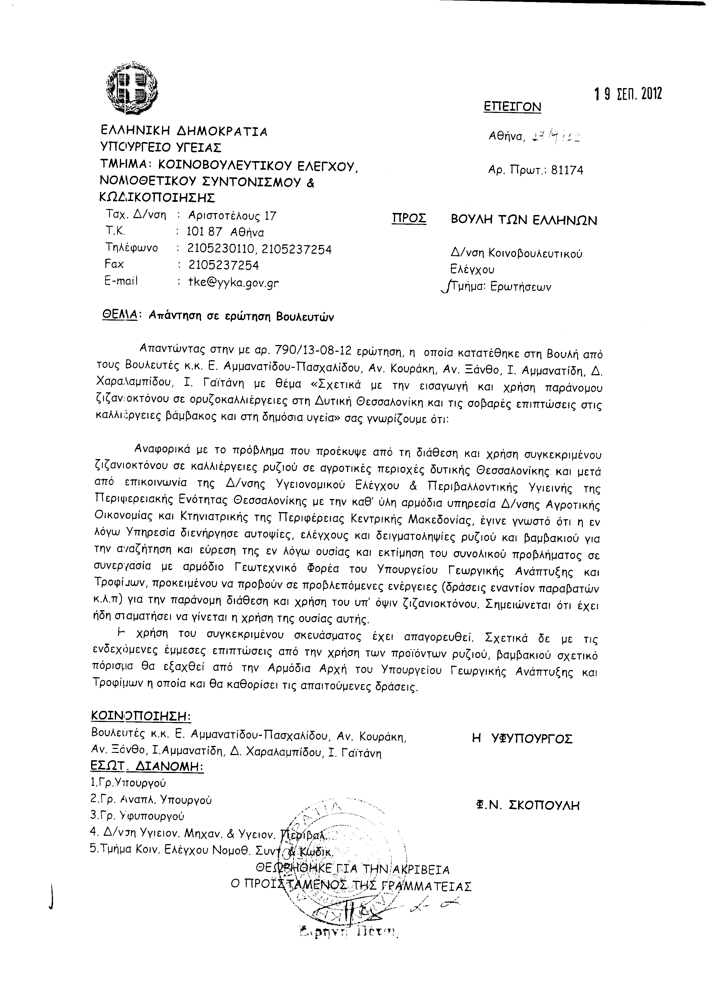 1 9 ΣΕΠ. 2012
ΕΠΕΙΓΟΝ
ΕΛΛΗΝΙΚΗ ΔΗΜΟΚΡΑΤΙΑ
ΥΠΟΥΡΓΕΙΟ ΥΓΕΙΑΣ
ΤΜΗΜΑ: ΚΟΙΝΟΒΟΥΛΕΥΤΙΚΟΥ ΕΛΕΓΧΟΥ,
ΝΟΜΟΘΕΤΙΚΟΥ ΣΥΝΤΟΝΙΣΜΟΥ &
ΚΩΔΙΚΟΠΟΙΗΣΗΣ
Αθήνα, 17/9/12
Αρ. Πρωτ.: 81174
Ταχ. Δ/νση : Αριστοτέλους 17
Τ.Κ. : 101 87 Αθήνα
Τηλέφωνο : 2105230110, 2105237254
Fax : 2105237254
E-mail : tke@yyka.gov.gr
ΠΡΟΣ ΒΟΥΛΗ ΤΩΝ ΕΛΛΗΝΩΝ
Δ/νση Κοινοβουλευτικού
Ελέγχου
Τμήμα: Ερωτήσεων
ΘΕΜΑ: Απάντηση σε ερώτηση Βουλευτών
Απαντώντας στην με αρ. 790/13-08-12 ερώτηση, η οποία κατατέθηκε στη Βουλή από
τους Βουλευτές κ.κ. Ε. Αμμανατίδου-Πασχαλίδου, Αν. Κουράκη, Αν. Ξάνθο, Ι. Αμμανατίδη, Δ.
Χαραλαμπίδου, Ι. Γαϊτάνη με θέμα «Σχετικά με την εισαγωγή και χρήση παράνομου
ζιζανιοκτόνου σε ορυζοκαλλιέργειες στη Δυτική Θεσσαλονίκη και τις σοβαρές επιπτώσεις στις
καλλιέργειες βάμβακος και στη δημόσια υγεία» σας γνωρίζουμε ότι:
Αναφορικά με το πρόβλημα που προέκυψε από τη διάθεση και χρήση συγκεκριμένου
ζιζανιοκτόνου σε καλλιέργειες ρυζιού σε αγροτικές περιοχές δυτικής Θεσσαλονίκης και μετά
από επικοινωνία της Δ/νσης Υγειονομικού Ελέγχου & Περιβαλλοντικής Υγιεινής της
Περιφερειακής Ενότητας Θεσσαλονίκης με την καθ' ύλη αρμόδια υπηρεσία Δ/νσης Αγροτικής
Οικονομίας και Κτηνιατρικής της Περιφέρειας Κεντρικής Μακεδονίας, έγινε γνωστό ότι η εν
λόγω Υπηρεσία διενήργησε αυτοψίες, ελέγχους και δειγματοληψίες ρυζιού και βαμβακιού για
την αναζήτηση και εύρεση της εν λόγω ουσίας και εκτίμηση του συνολικού προβλήματος σε
συνεργασία με αρμόδιο Γεωτεχνικό Φορέα του Υπουργείου Γεωργικής Ανάπτυξης και
Τροφίμων, προκειμένου να προβούν σε προβλεπόμενες ενέργειες (δράσεις εναντίον παραβατών
κ.λ.π) για την παράνομη διάθεση και χρήση του υπ' όψιν ζιζανιοκτόνου. Σημειώνεται ότι έχει
ήδη σταματήσει να γίνεται η χρήση της ουσίας αυτής.
Η χρήση του συγκεκριμένου σκευάσματος έχει απαγορευθεί. Σχετικά δε με τις
ενδεχόμενες έμμεσες επιπτώσεις από την χρήση των προϊόντων ρυζιού, βαμβακιού σχετικό
πόρισμα θα εξαχθεί από την Αρμόδια Αρχή του Υπουργείου Γεωργικής Ανάπτυξης και
Τροφίμων η οποία και θα καθορίσει τις απαιτούμενες δράσεις.
ΚΟΙΝΟΠΟΙΗΣΗ:
Βουλευτές κ.κ. Ε. Αμμανατίδου-Πασχαλίδου, Αν. Κουράκη,
Αν. Ξάνθο, Ι.Αμμανατίδη, Δ. Χαραλαμπίδου, Ι. Γαϊτάνη
Η ΥΦΥΠΟΥΡΓΟΣ
ΕΣΩΤ. ΔΙΑΝΟΜΗ:
1.Γρ.Υπουργού
2.Γρ. Αναπλ. Υπουργού
3.Γρ. Υφυπουργού
4. Δ/νση Υγιειον. Μηχαν. & Υγειον. Περιβαλ.
5.Τμήμα Κοιν. Ελέγχου Νομοθ. Συντ. & Κωδικ.
Φ.Ν. ΣΚΟΠΟΥΛΗ
ΘΕΩΡΗΘΗΚΕ ΓΙΑ ΤΗΝ ΑΚΡΙΒΕΙΑ
Ο ΠΡΟΪΣΤΑΜΕΝΟΣ ΤΗΣ ΓΡΑΜΜΑΤΕΙΑΣ
Ειρήνη